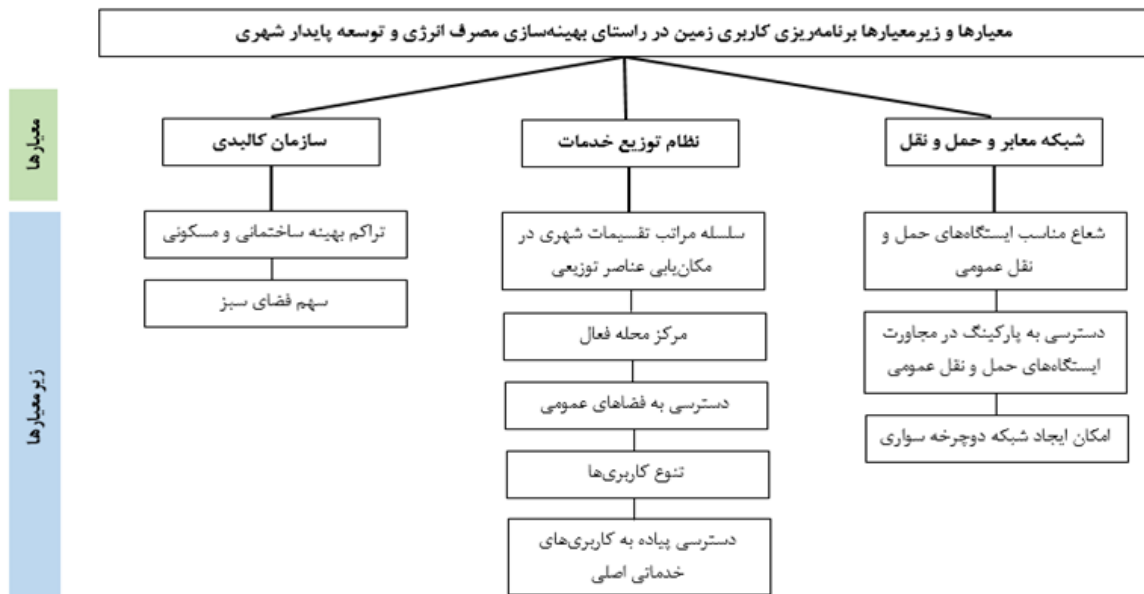 معیارها و زیرمعیارها برنامه‌ریزی کاربری زمین در راستای بهینه‌سازی مصرف انرژی و توسعه پایدار شهری
معیارها
شبکه معابر و حمل و نقل
نظام توزیع خدمات
سازمان کالبدی
زیرمعیارها
شعاع مناسب ایستگاه‌های حمل و
نقل عمومی
دسترسی به پارکینگ در مجاورت
ایستگاه‌های حمل و نقل عمومی
امکان ایجاد شبکه دوچرخه سواری
سلسله مراتب تقسیمات شهری در
مکان‌یابی عناصر توزیعی
مرکز محله فعال
دسترسی به فضاهای عمومی
تنوع کاربری‌ها
دسترسی پیاده به کاربری‌های
خدماتی اصلی
تراکم بهینه ساختمانی و مسکونی
سهم فضای سبز